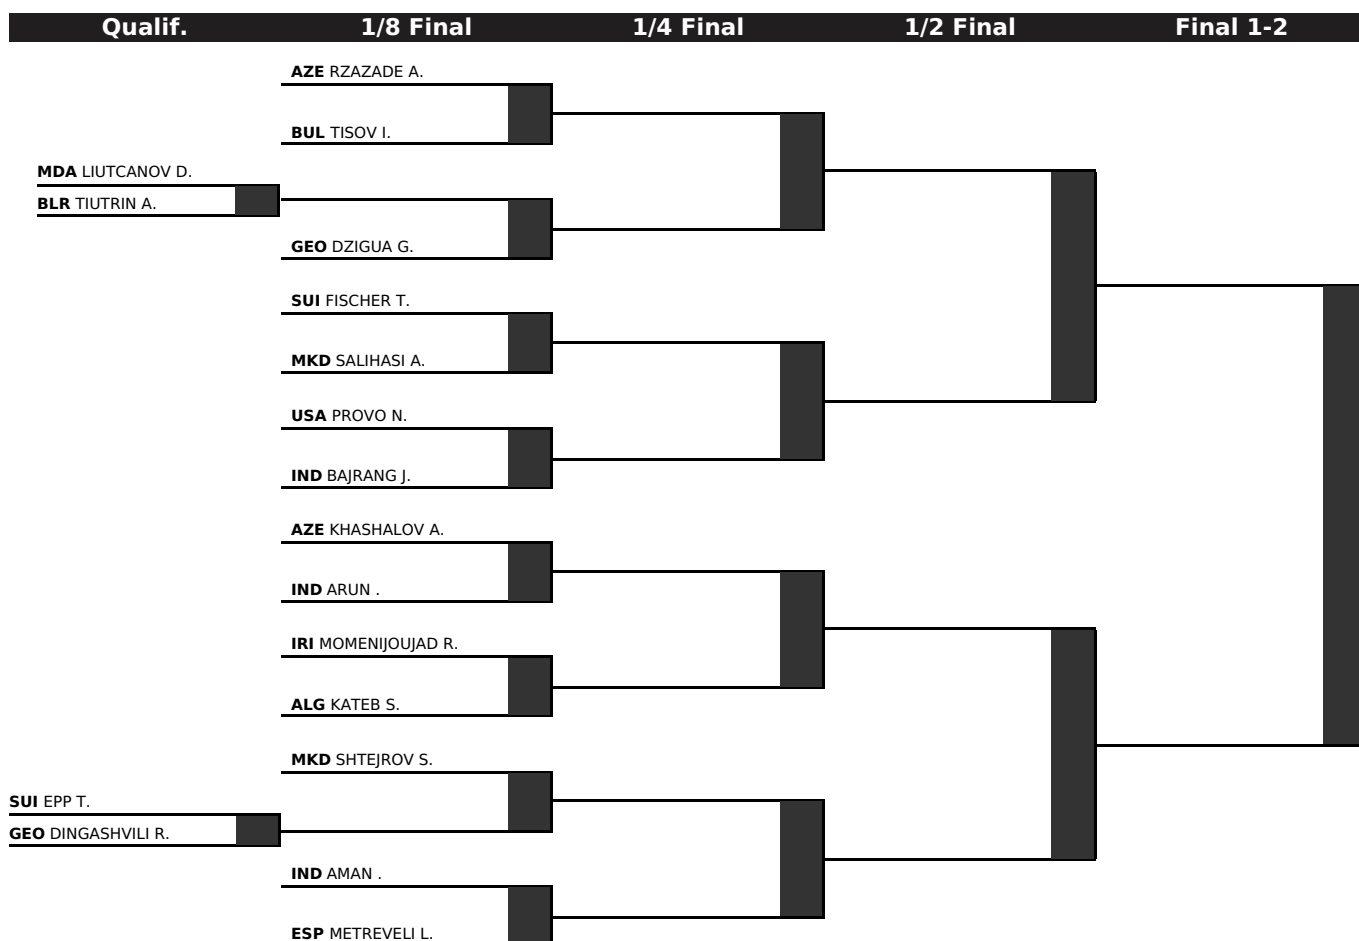 Qualif. 1/8 Final 1/4 Final 1/2 Final Final 1-2
AZE RZAZADE A.
BUL TISOV I.
MDA LIUTCANOV D.
BLR TIUTRIN A.
GEO DZIGUA G.
SUI FISCHER T.
MKD SALIHASI A.
USA PROVO N.
IND BAJRANG J.
AZE KHASHALOV A.
IND ARUN .
IRI MOMENIJOUJAD R.
ALG KATEB S.
MKD SHTEJROV S.
SUI EPP T.
GEO DINGASHVILI R.
IND AMAN .
ESP METREVELI L.